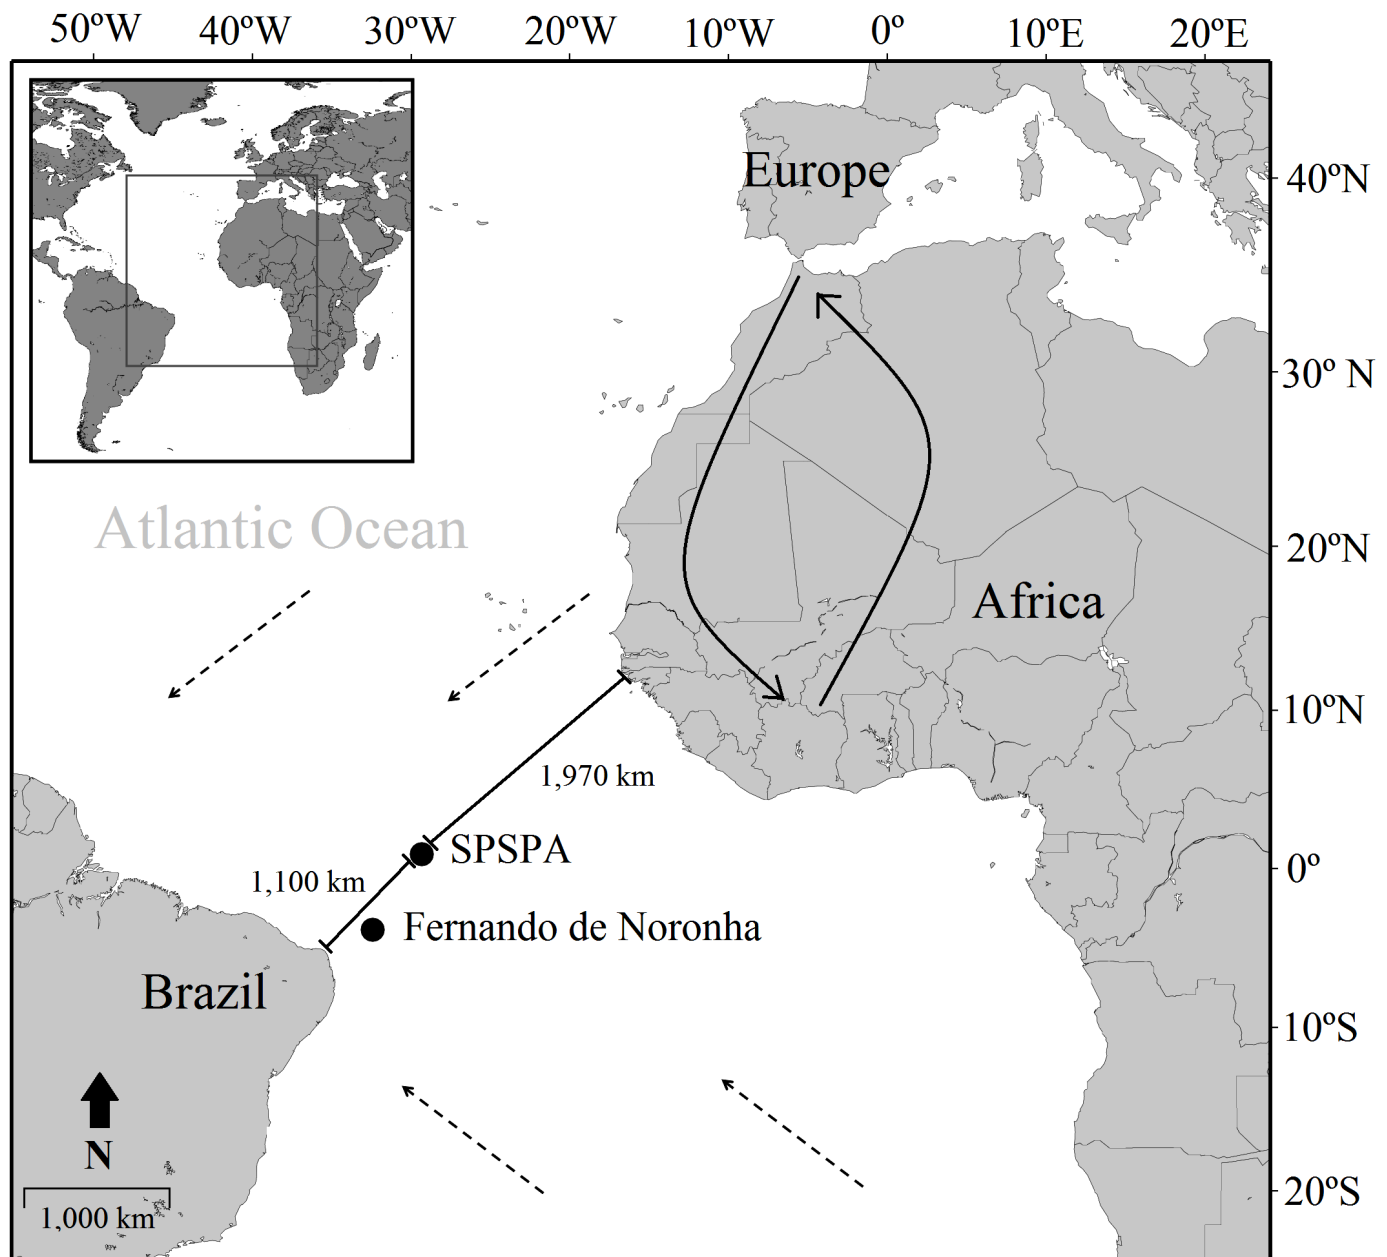 50ºW 40ºW 30ºW 20ºW 10ºW 0º 10ºE 20ºE
Europe
40ºN
30º N
Atlantic Ocean
20ºN
Africa
10ºN
1,970 km
SPSPA
0º
1,100 km
Fernando de Noronha
Brazil
10ºS
N
20ºS
1,000 km